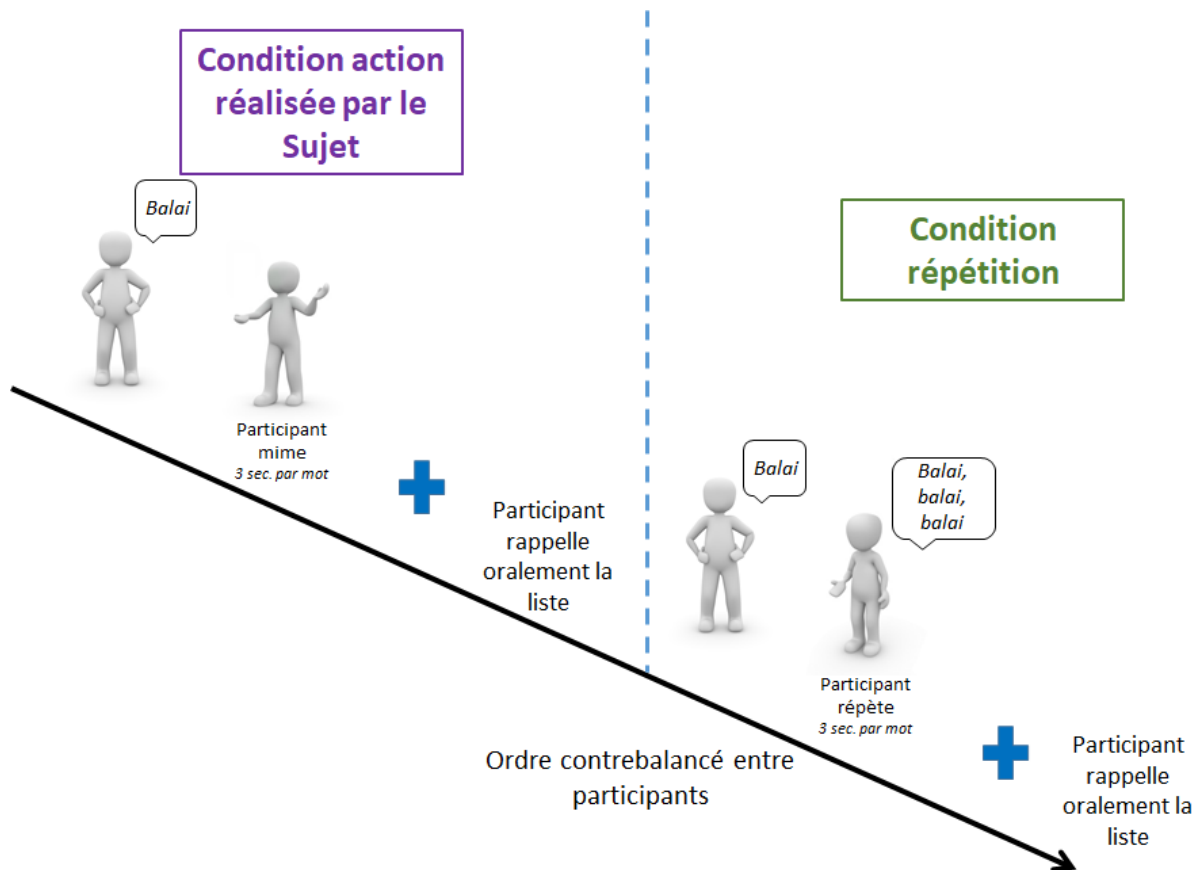 Condition action
réalisée par le
Sujet
Balai
Participant
mime
3 sec. par mot
Participant
rappelle
oralement la
liste
Condition
répétition
Balai
Balai,
balai,
balai
Participant
répète
3 sec. par mot
Participant
rappelle
oralement la
liste
Ordre contrebalancé entre
participants